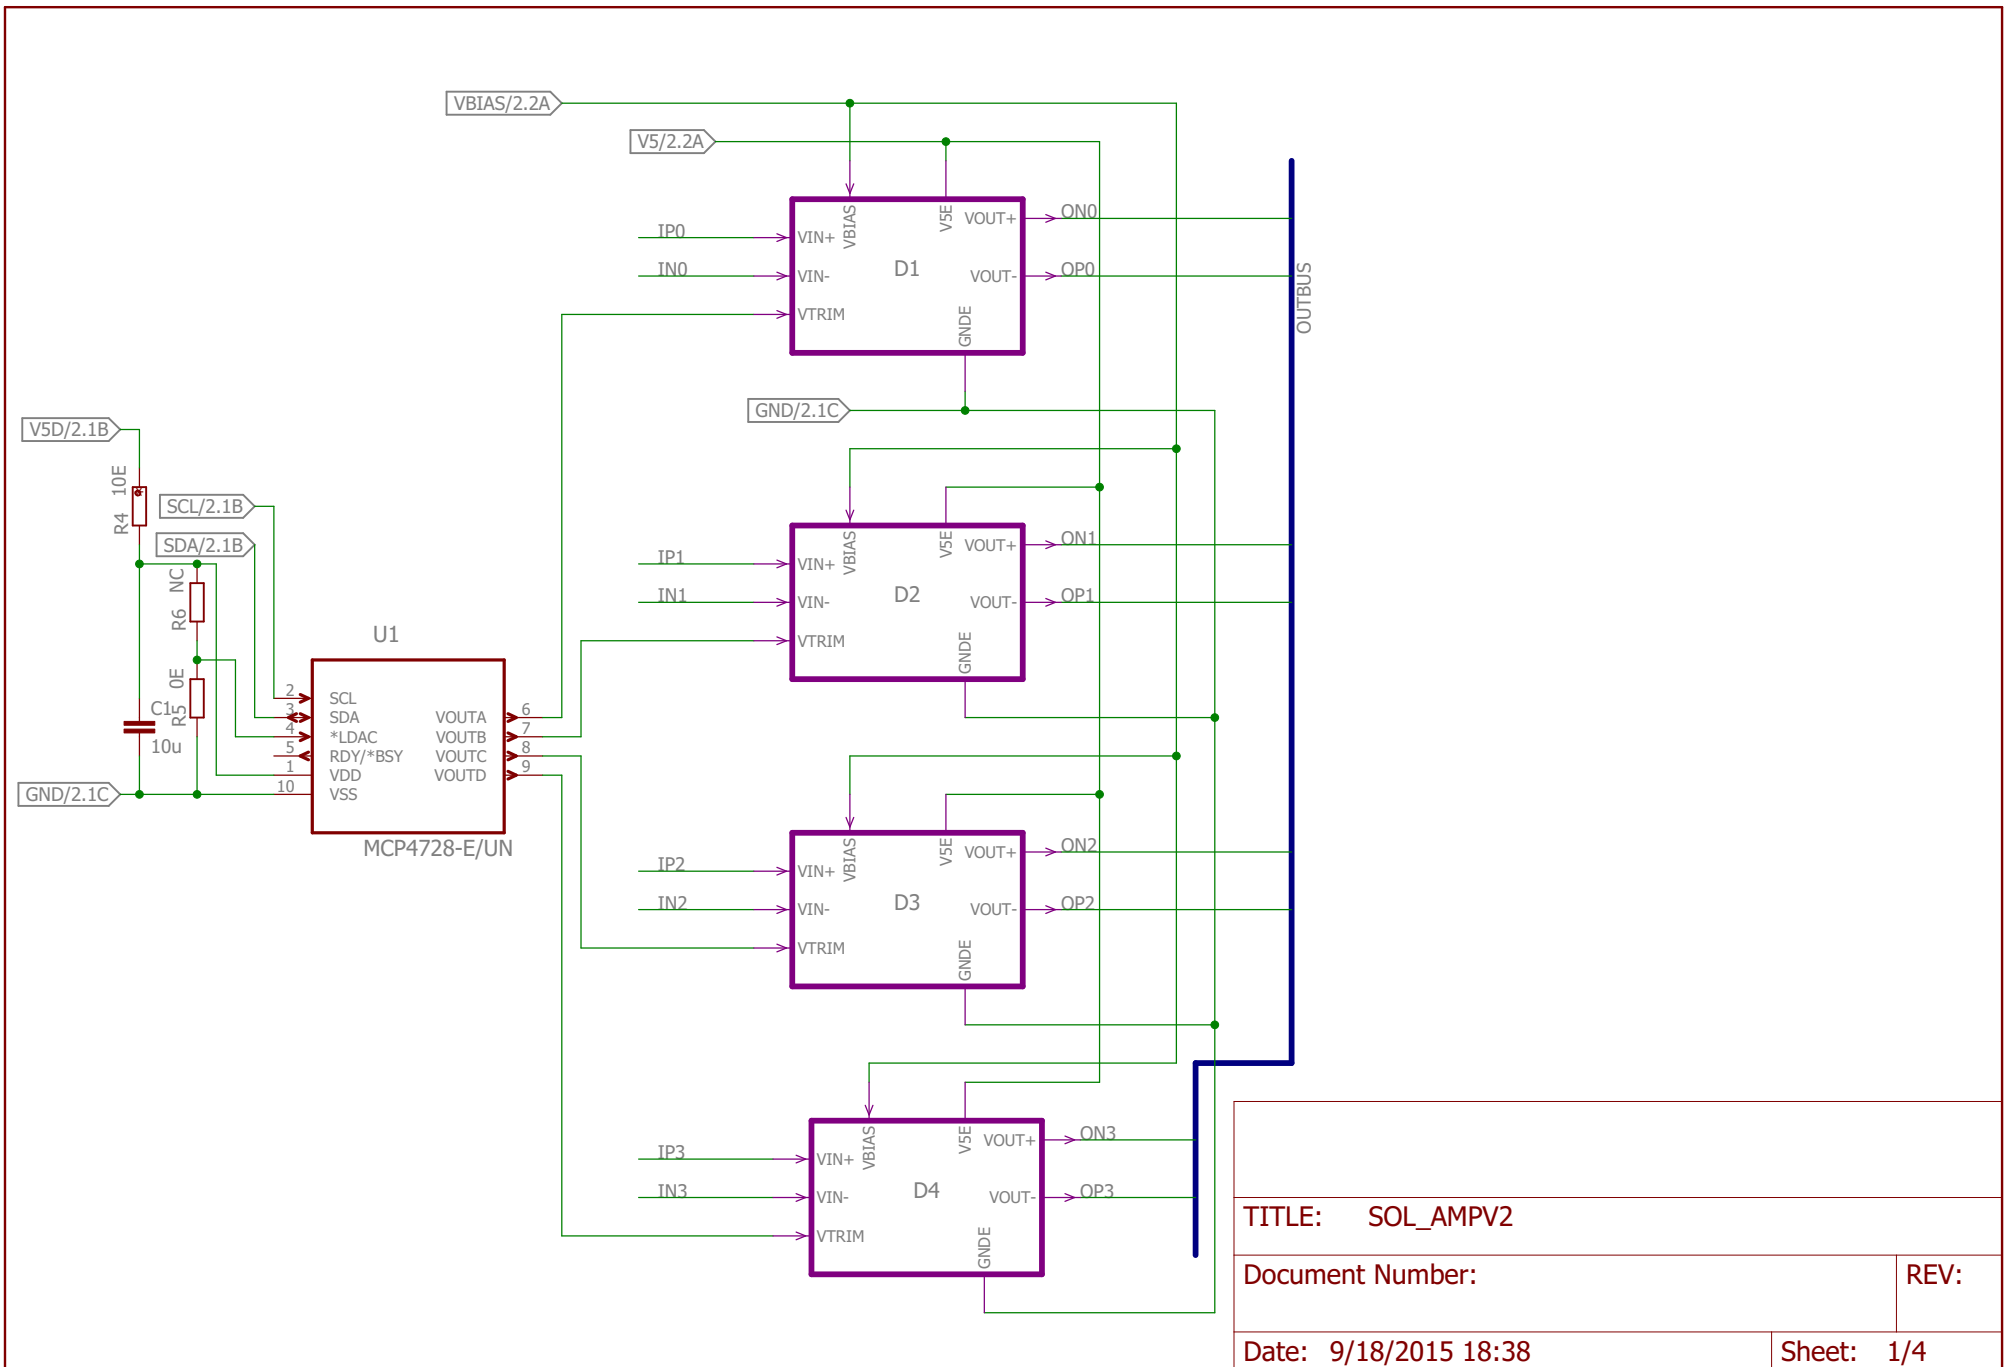 VBIAS/2.2A
V5/2.2A
VBIAS
V5E
VOUT+
ON0
IP0
VIN+
IN0
VIN-
D1
VOUT-
OP0
VTRIM
GNDE
OUTBUS
GND/2.1C
V5D/2.1B
R4 10E
SCL/2.1B
SDA/2.1B
R6 NC
R5 0E
C1
10u
GND/2.1C
U1
2 SCL
3 SDA
4 *LDAC
5 RDY/*BSY
1 VDD
10 VSS
VOUTA 6
VOUTB 7
VOUTC 8
VOUTD 9
MCP4728-E/UN
VBIAS
V5E
VOUT+
ON1
IP1
VIN+
IN1
VIN-
D2
VOUT-
OP1
VTRIM
GNDE
VBIAS
V5E
VOUT+
ON2
IP2
VIN+
IN2
VIN-
D3
VOUT-
OP2
VTRIM
GNDE
VBIAS
V5E
VOUT+
ON3
IP3
VIN+
IN3
VIN-
D4
VOUT-
OP3
VTRIM
GNDE
TITLE: SOL_AMPV2
Document Number:
REV:
Date: 9/18/2015 18:38
Sheet: 1/4